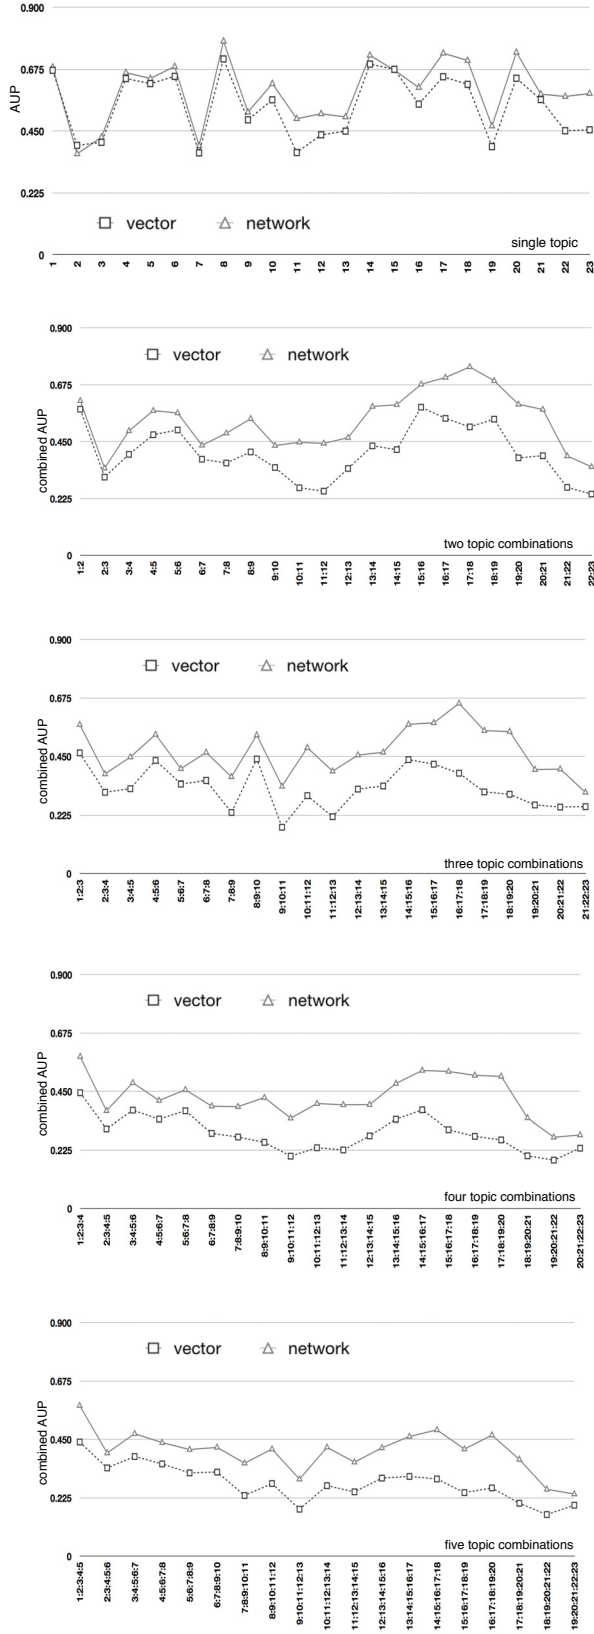 0.900
0.675
0.450
0.225
0
AUP
vector network
single topic
1 2 3 4 5 6 7 8 9 10 11 12 13 14 15 16 17 18 19 20 21 22 23
0.900
0.675
0.450
0.225
0
combined AUP
vector network
two topic combinations
1:2 2:3 3:4 4:5 5:6 6:7 7:8 8:9 9:10 10:11 11:12 12:13 13:14 14:15 15:16 16:17 17:18 18:19 19:20 20:21 21:22 22:23
0.900
0.675
0.450
0.225
0
combined AUP
vector network
three topic combinations
1:2:3 2:3:4 3:4:5 4:5:6 5:6:7 6:7:8 7:8:9 8:9:10 9:10:11 10:11:12 11:12:13 12:13:14 13:14:15 14:15:16 15:16:17 16:17:18 17:18:19 18:19:20 19:20:21 20:21:22 21:22:23
0.900
0.675
0.450
0.225
0
combined AUP
vector network
four topic combinations
1:2:3:4 2:3:4:5 3:4:5:6 4:5:6:7 5:6:7:8 6:7:8:9 7:8:9:10 8:9:10:11 9:10:11:12 10:11:12:13 11:12:13:14 12:13:14:15 13:14:15:16 14:15:16:17 15:16:17:18 16:17:18:19 17:18:19:20 18:19:20:21 19:20:21:22 20:21:22:23
0.900
0.675
0.450
0.225
0
combined AUP
vector network
five topic combinations
1:2:3:4:5 2:3:4:5:6 3:4:5:6:7 4:5:6:7:8 5:6:7:8:9 6:7:8:9:10 7:8:9:10:11 8:9:10:11:12 9:10:11:12:13 10:11:12:13:14 11:12:13:14:15 12:13:14:15:16 13:14:15:16:17 14:15:16:17:18 15:16:17:18:19 16:17:18:19:20 17:18:19:20:21 18:19:20:21:22 19:20:21:22:23